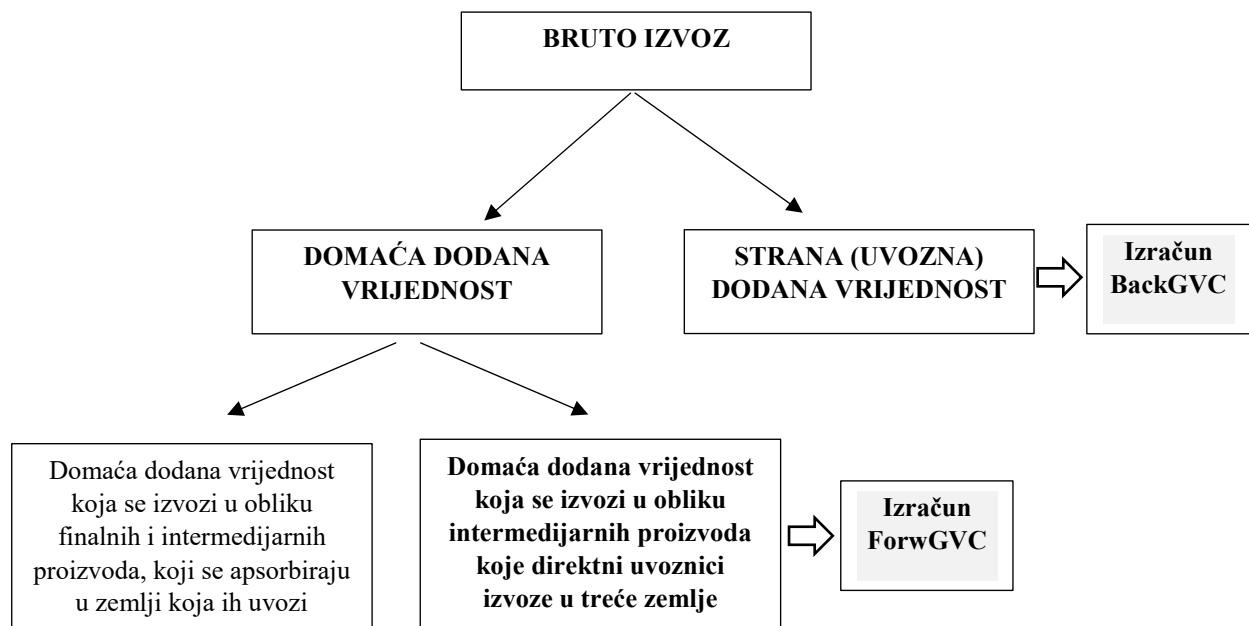 BRUTO IZVOZ
DOMAĆA DODANA
VRIJEDNOST
STRANA (UVOZNA)
DODANA VRIJEDNOST
Izračun
BackGVC
Domaća dodana vrijednost
koja se izvozi u obliku
finalnih i intermedijarnih
proizvoda, koji se apsorbiraju
u zemlji koja ih uvozi
Domaća dodana vrijednost
koja se izvozi u obliku
intermedijarnih proizvoda
koje direktni uvoznici
izvoze u treće zemlje
Izračun
ForwGVC